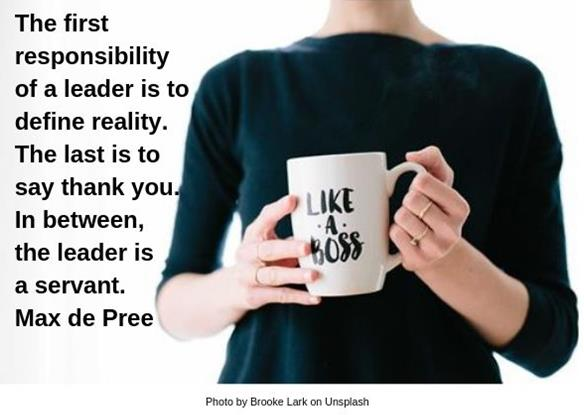 The first
responsibility
of a leader is to
define reality.
The last is to
say thank you.
In between,
the leader is
a servant.
Max de Pree
LIKE
·A·
BOSS
Photo by Brooke Lark on Unsplash